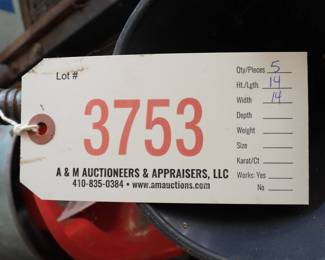 Lot #
3753
A & M AUCTIONEERS & APPRAISERS, LLC
410-835-0384 • www.amauctions.com
Qty/Pieces 5
Ht./Lgth 14
Width 14
Depth
Weight
Size
Karat/Ct
Works: Yes
No